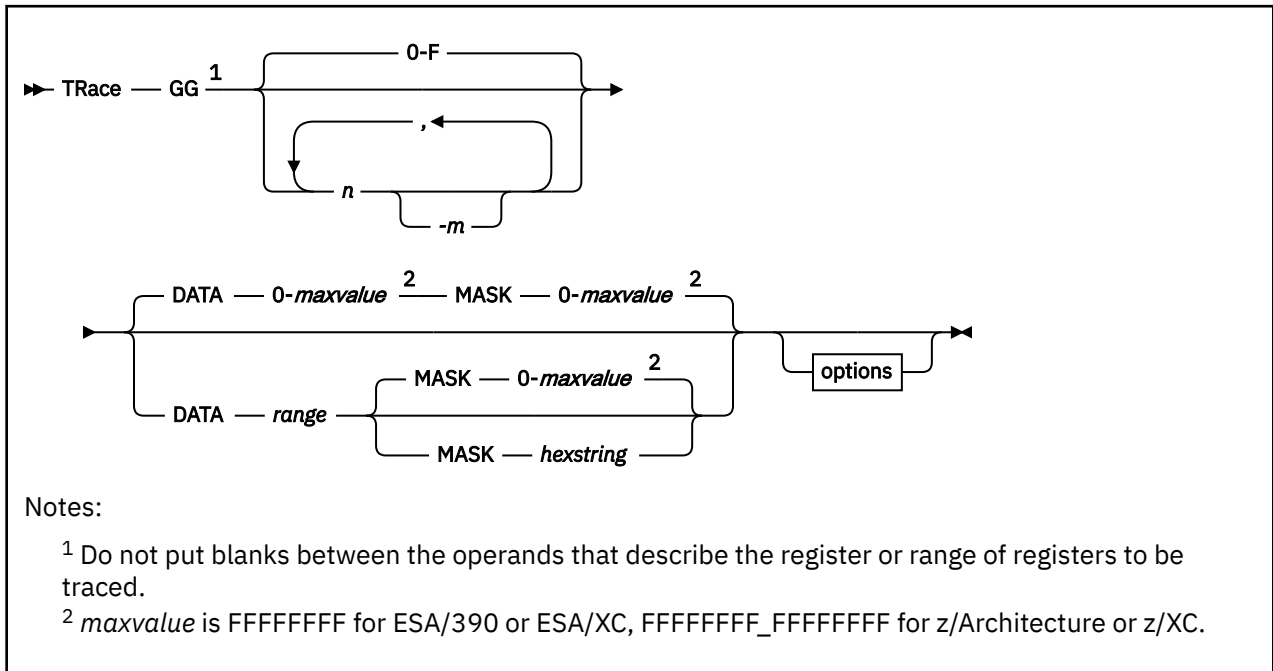 0-F
TRace GG 1
,
n
-m
DATA 0-maxvalue 2 MASK 0-maxvalue 2
options
MASK 0-maxvalue 2
DATA range
MASK hexstring
Notes:
1 Do not put blanks between the operands that describe the register or range of registers to be
traced.
2 maxvalue is FFFFFFFF for ESA/390 or ESA/XC, FFFFFFFF_FFFFFFFF for z/Architecture or z/XC.